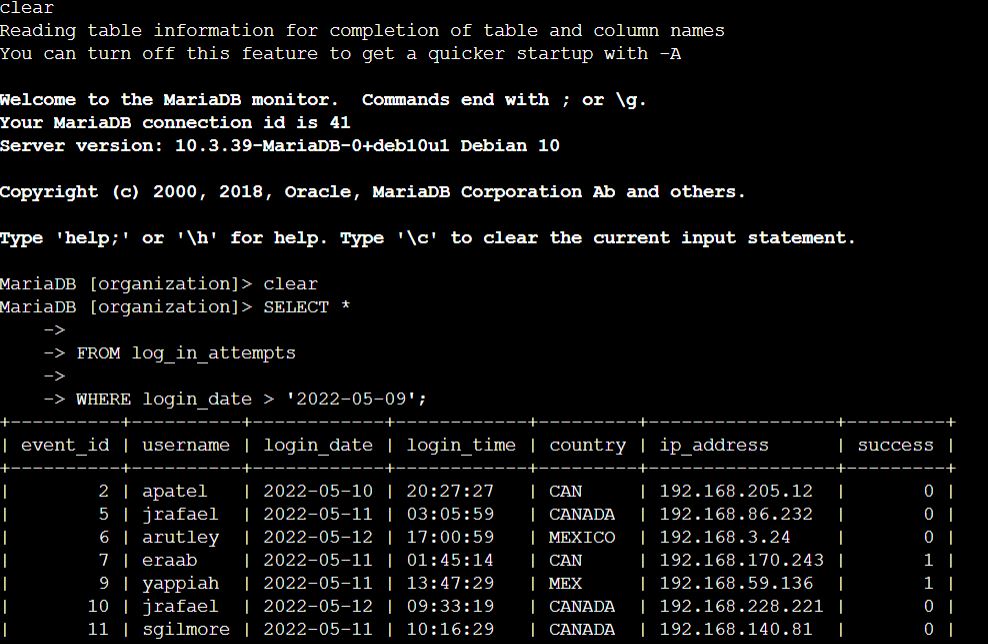 clear
Reading table information for completion of table and column names
You can turn off this feature to get a quicker startup with -A
Welcome to the MariaDB monitor.  Commands end with ; or \g.
Your MariaDB connection id is 41
Server version: 10.3.39-MariaDB-0+deb10u1 Debian 10
Copyright (c) 2000, 2018, Oracle, MariaDB Corporation Ab and others.
Type 'help;' or '\h' for help. Type '\c' to clear the current input statement.
MariaDB [organization]> clear
MariaDB [organization]> SELECT *
    ->
    -> FROM log_in_attempts
    ->
    -> WHERE login_date > '2022-05-09';
+----------+----------+------------+------------+---------+-----------------+---------+
| event_id | username | login_date | login_time | country | ip_address      | success |
+----------+----------+------------+------------+---------+-----------------+---------+
|        2 | apatel   | 2022-05-10 | 20:27:27   | CAN     | 192.168.205.12  |       0 |
|        5 | jrafael  | 2022-05-11 | 03:05:59   | CANADA  | 192.168.86.232  |       0 |
|        6 | arutley  | 2022-05-12 | 17:00:59   | MEXICO  | 192.168.3.24    |       0 |
|        7 | eraab    | 2022-05-11 | 01:45:14   | CAN     | 192.168.170.243 |       1 |
|        9 | yappiah  | 2022-05-11 | 13:47:29   | MEX     | 192.168.59.136  |       1 |
|       10 | jrafael  | 2022-05-12 | 09:33:19   | CANADA  | 192.168.228.221 |       0 |
|       11 | sgilmore | 2022-05-11 | 10:16:29   | CANADA  | 192.168.140.81  |       0 |